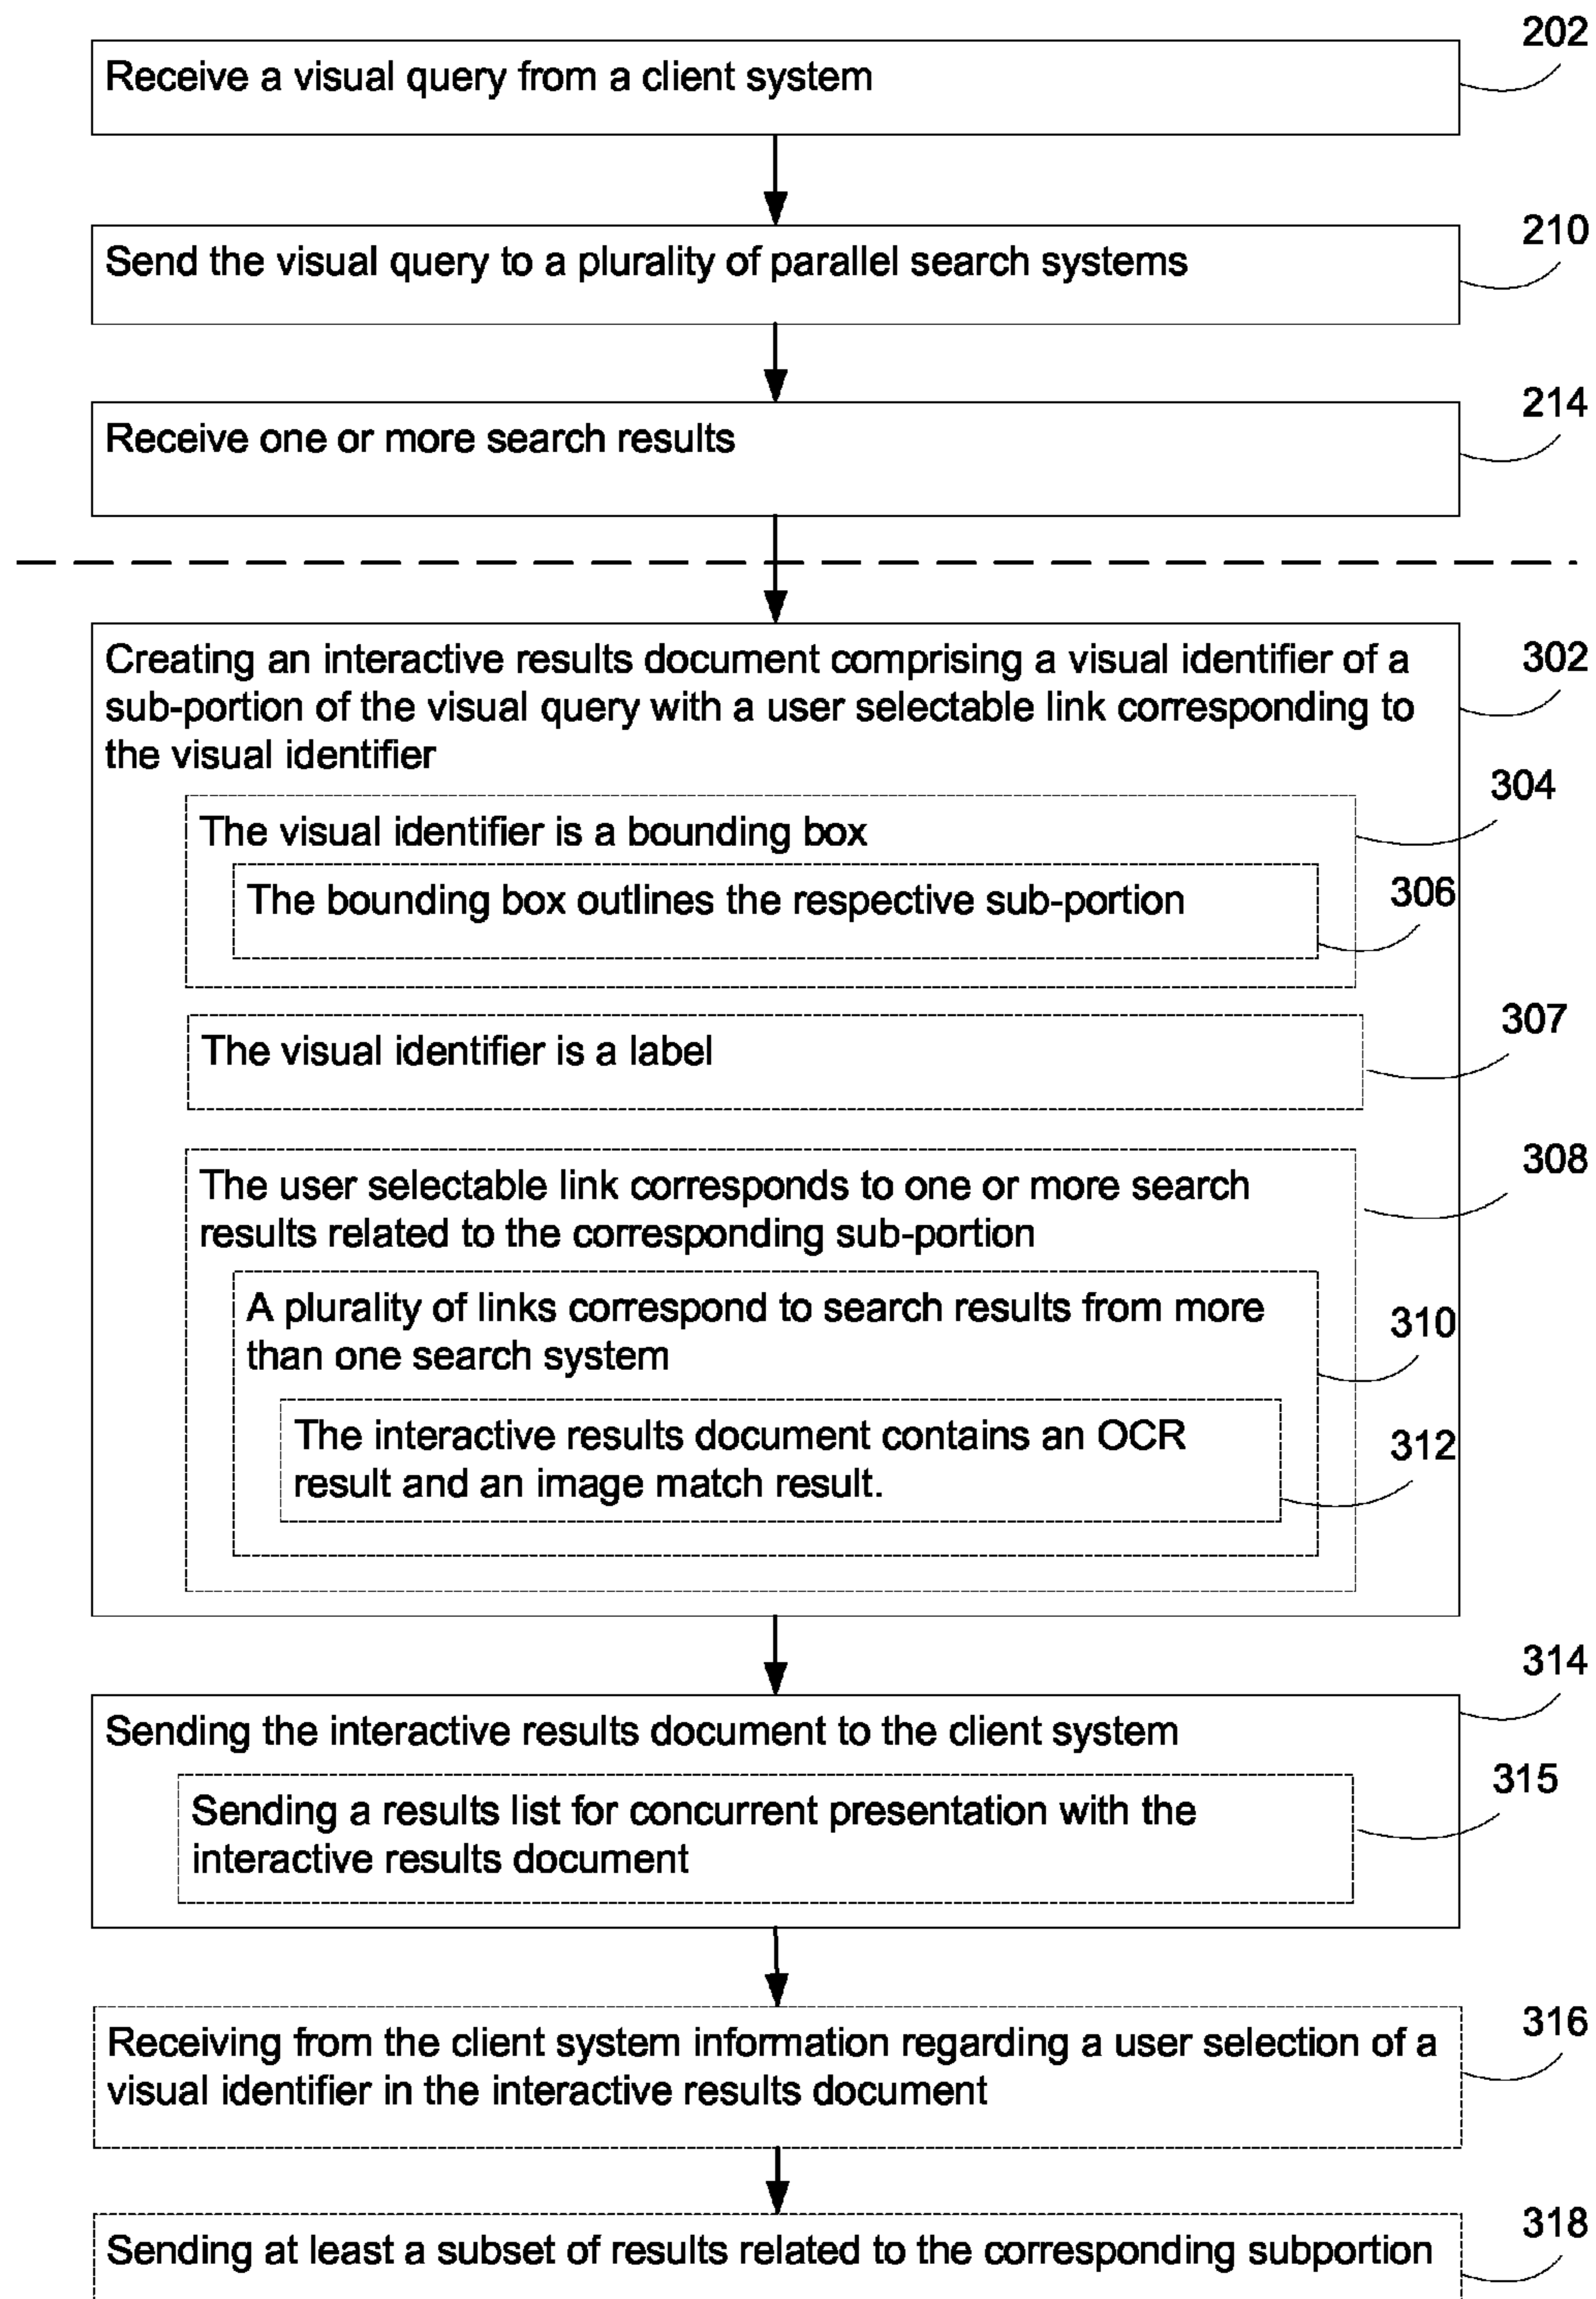 202
Receive a visual query from a client system
210
Send the visual query to a plurality of parallel search systems
214
Receive one or more search results
Creating an interactive results document comprising a visual identifier of a
302
sub-portion of the visual query with a user selectable link corresponding to
the visual identifier
304
The visual identifier is a bounding box
The bounding box outlines the respective sub-portion
306
307
The visual identifier is a label
308
The user selectable link corresponds to one or more search
results related to the corresponding sub-portion
A plurality of links correspond to search results from more
310
than one search system
The interactive results document contains an OCR
312
result and an image match result.
314
Sending the interactive results document to the client system
315
Sending a results list for concurrent presentation with the
interactive results document
316
Receiving from the client system information regarding a user selection of a
visual identifier in the interactive results document
318
Sending at least a subset of results related to the corresponding subportion